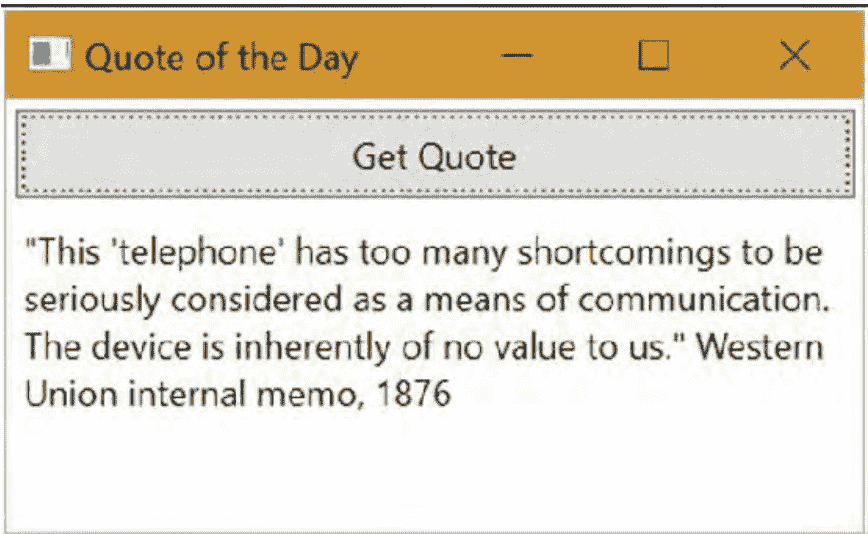 Quote of the Day
Get Quote
"This 'telephone' has too many shortcomings to be
seriously considered as a means of communication.
The device is inherently of no value to us." Western
Union internal memo, 1876